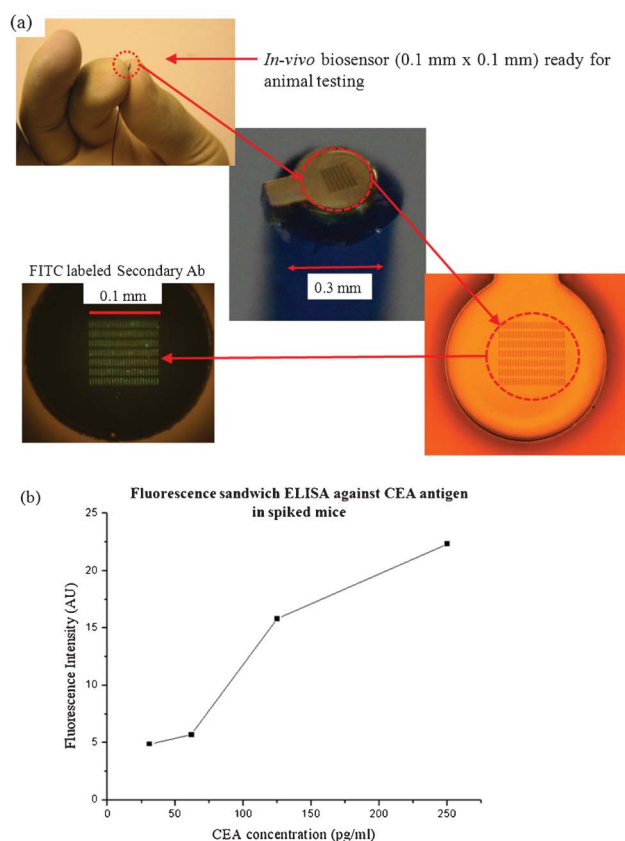 (a)
In-vivo biosensor (0.1 mm x 0.1 mm) ready for
animal testing
FITC labeled Secondary Ab
0.1 mm
0.3 mm
(b)
Fluorescence sandwich ELISA against CEA antigen
in spiked mice
Fluorescence Intensity (AU)
25
20
15
10
5
0
0 50 100 150 200 250
CEA concentration (pg/ml)